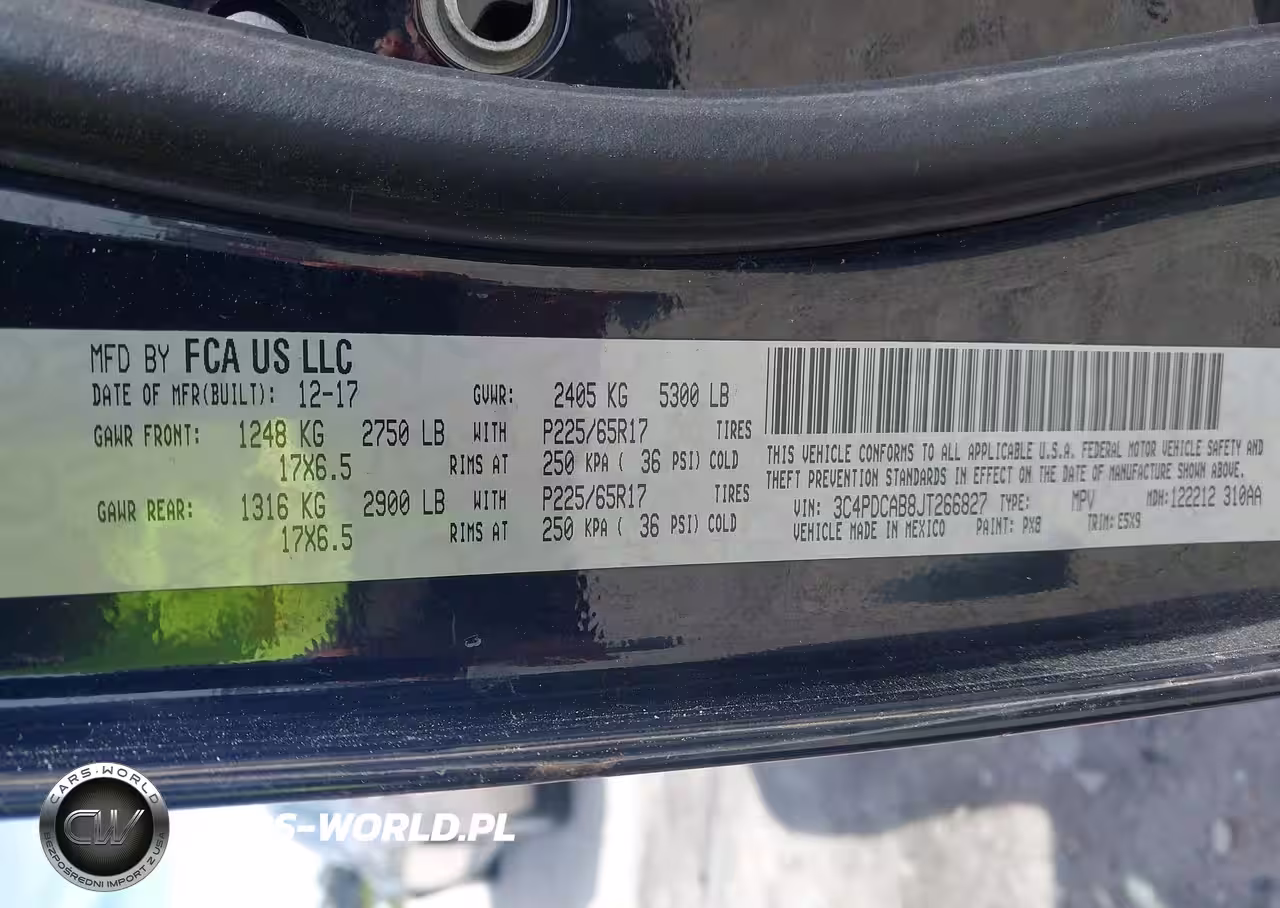 MFD BY FCA US LLC
DATE OF MFR(BUILT): 12-17 GVWR: 2405 KG 5300 LB
GAWR FRONT: 1248 KG 2750 LB WITH P225/65R17 TIRES
17X6.5 RIMS AT 250 KPA ( 36 PSI) COLD
GAWR REAR: 1316 KG 2900 LB WITH P225/65R17 TIRES
17X6.5 RIMS AT 250 KPA ( 36 PSI) COLD
THIS VEHICLE CONFORMS TO ALL APPLICABLE U.S.A. FEDERAL MOTOR VEHICLE SAFETY AND
THEFT PREVENTION STANDARDS IN EFFECT ON THE DATE OF MANUFACTURE SHOWN ABOVE.
VIN: 3C4PDCAB8JT266827 TYPE: MPV MDH:122212 310AA
VEHICLE MADE IN MEXICO PAINT: PX8 TRIM: E5X9
CARS-WORLD
CW
BEZPOŚREDNI IMPORT Z USA
S-WORLD.PL